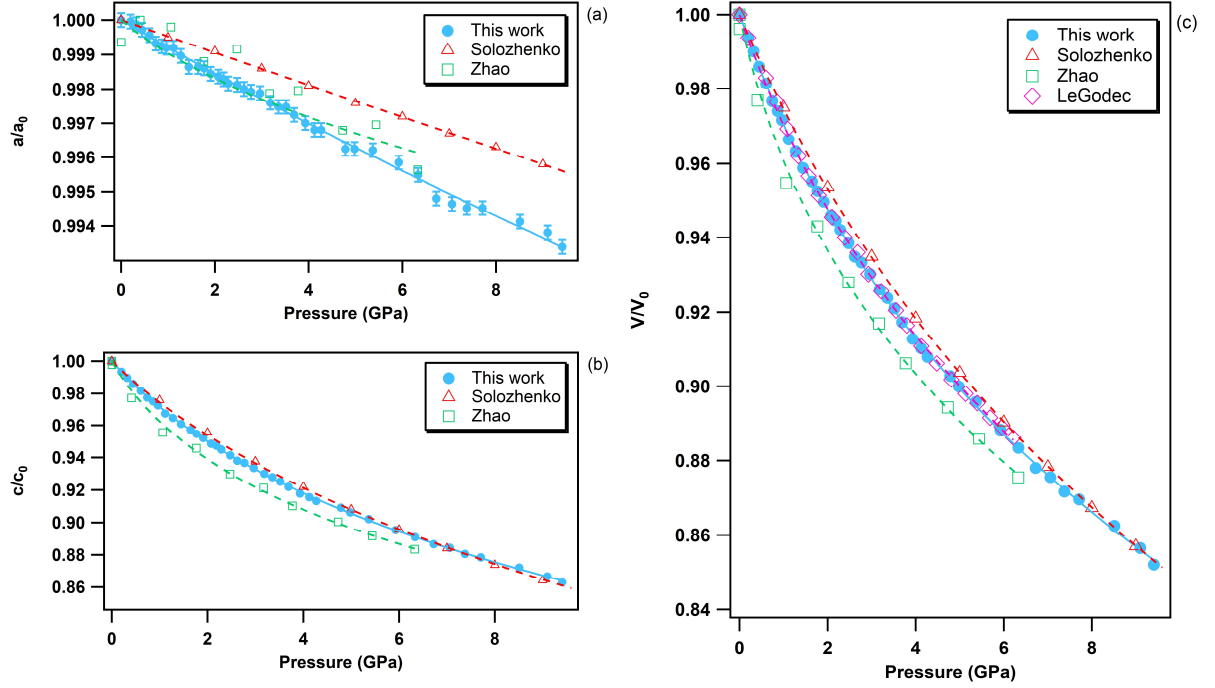 (a)
1.000
0.999
0.998
0.997
0.996
0.995
0.994
a/a0
This work
Solozhenko
Zhao
0
2
4
6
8
Pressure (GPa)
(b)
1.00
0.98
0.96
0.94
0.92
0.90
0.88
0.86
c/c0
This work
Solozhenko
Zhao
0
2
4
6
8
Pressure (GPa)
(c)
1.00
0.98
0.96
0.94
0.92
0.90
0.88
0.86
0.84
V/V0
This work
Solozhenko
Zhao
LeGodec
0
2
4
6
8
Pressure (GPa)